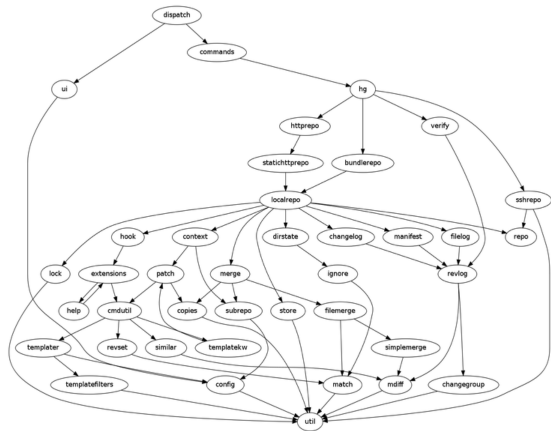 dispatch
commands
ui
hg
httprepo
verify
statichttprepo
bundlerepo
localrepo
sshrepo
hook
context
dirstate
changelog
manifest
filelog
repo
lock
extensions
patch
merge
ignore
revlog
help
cmdutil
copies
subrepo
store
filemerge
templater
revset
similar
templatekw
simplemerge
templatefilters
config
match
mdiff
changegroup
util